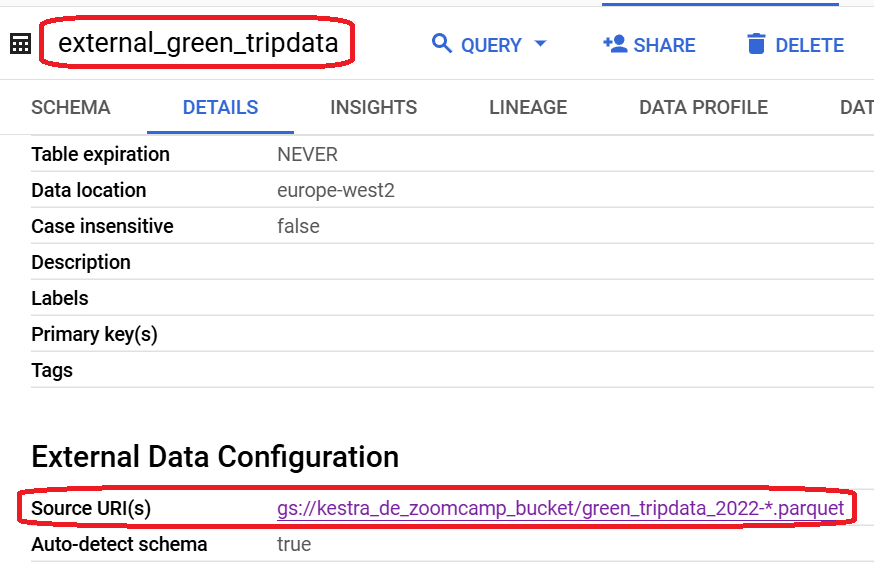 external_green_tripdata QUERY SHARE DELETE
SCHEMA DETAILS INSIGHTS LINEAGE DATA PROFILE DAT
Table expiration NEVER
Data location europe-west2
Case insensitive false
Description
Labels
Primary key(s)
Tags
External Data Configuration
Source URI(s) gs://kestra_de_zoomcamp_bucket/green_tripdata_2022-*.parquet
Auto-detect schema true